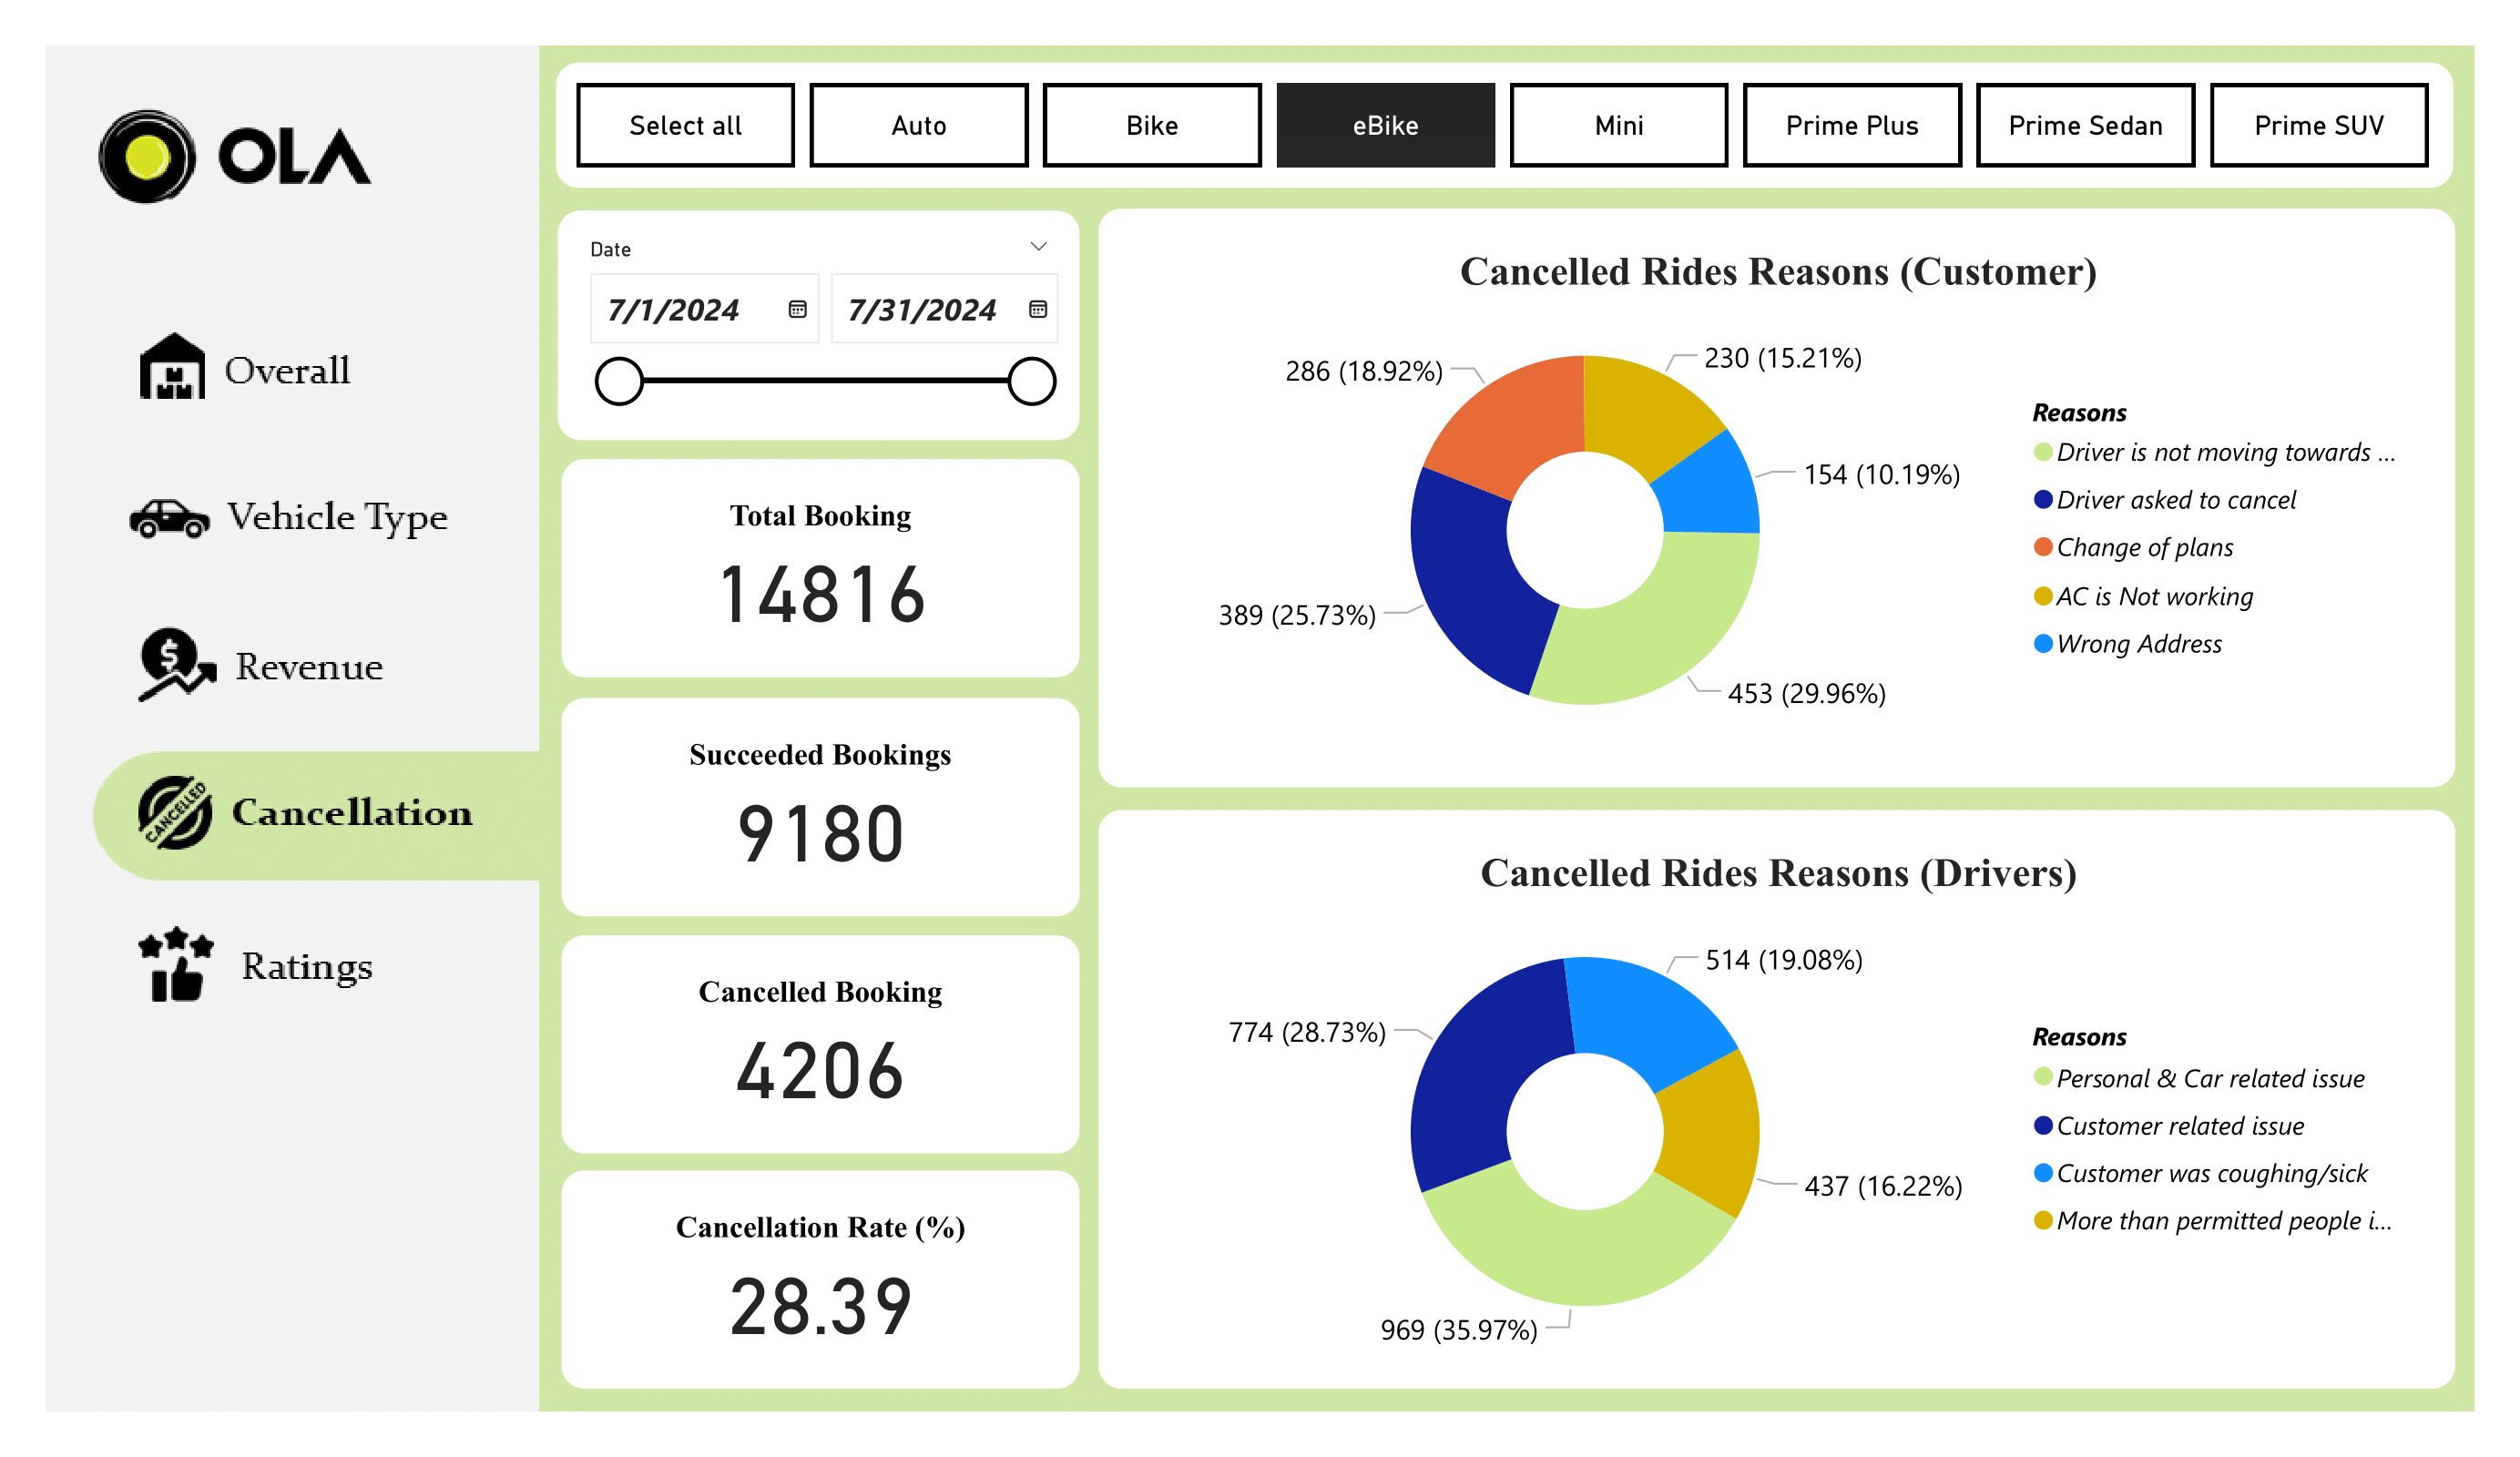 OLA
Overall
Vehicle Type
Revenue
CANCELLED
Cancellation
Ratings
Select all
Auto
Bike
eBike
Mini
Prime Plus
Prime Sedan
Prime SUV
Date
7/1/2024
7/31/2024
Total Booking
14816
Succeeded Bookings
9180
Cancelled Booking
4206
Cancellation Rate (%)
28.39
Cancelled Rides Reasons (Customer)
286 (18.92%)
230 (15.21%)
154 (10.19%)
389 (25.73%)
453 (29.96%)
Reasons
Driver is not moving towards ...
Driver asked to cancel
Change of plans
AC is Not working
Wrong Address
Cancelled Rides Reasons (Drivers)
514 (19.08%)
774 (28.73%)
437 (16.22%)
969 (35.97%)
Reasons
Personal & Car related issue
Customer related issue
Customer was coughing/sick
More than permitted people i...